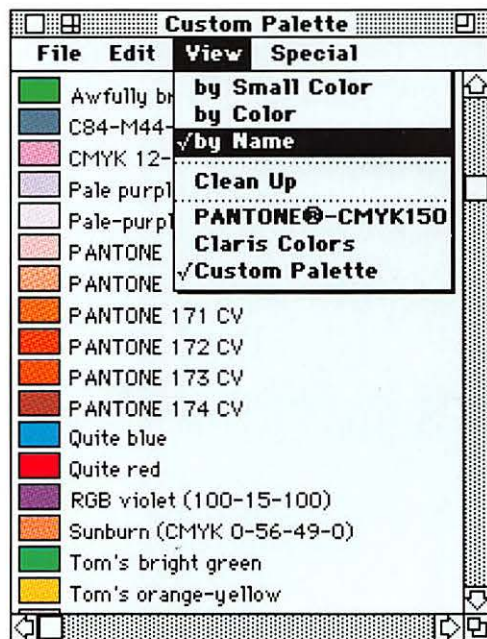 Custom Palette
File Edit View Special
by Small Color
by Color
√by Name
Clean Up
PANTONE®-CMYK150
Claris Colors
√Custom Palette
Awfully br
C84-M44-
CMYK 12-
Pale purpl
Pale-purpl
PANTONE
PANTONE
PANTONE 171 CV
PANTONE 172 CV
PANTONE 173 CV
PANTONE 174 CV
Quite blue
Quite red
RGB violet (100-15-100)
Sunburn (CMYK 0-56-49-0)
Tom's bright green
Tom's orange-yellow